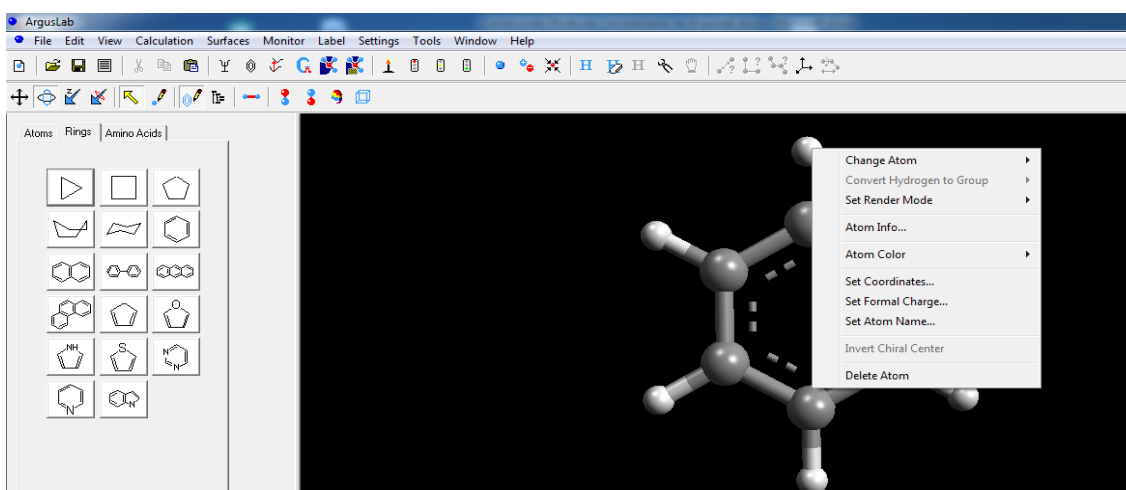 ArgusLab
File Edit View Calculation Surfaces Monitor Label Settings Tools Window Help
H H
Atoms Rings Amino Acids
O
NH S N N
N N
Change Atom
Convert Hydrogen to Group
Set Render Mode
Atom Info...
Atom Color
Set Coordinates...
Set Formal Charge...
Set Atom Name...
Invert Chiral Center
Delete Atom